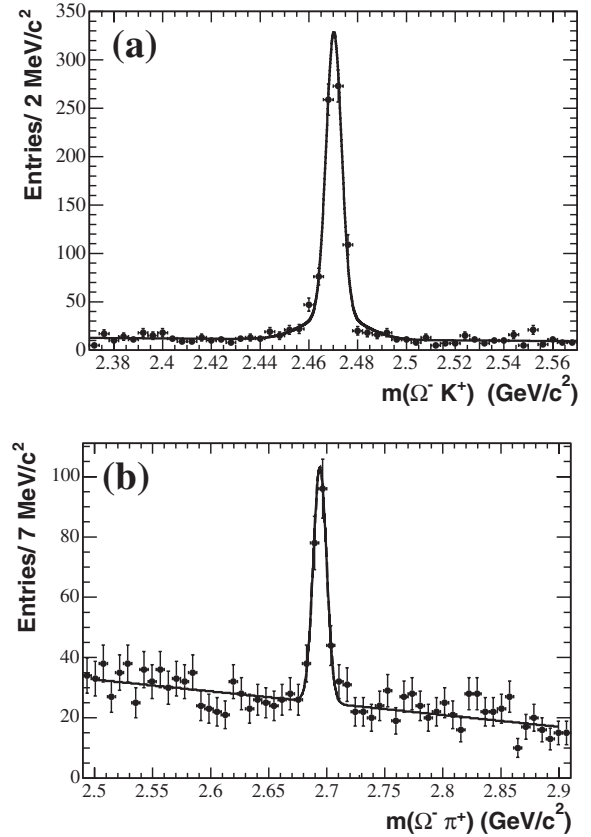 (a)
Entries/ 2 MeV/c²
350
300
250
200
150
100
50
0
2.38 2.4 2.42 2.44 2.46 2.48 2.5 2.52 2.54 2.56
m(Ω⁻ K⁺) (GeV/c²)
(b)
Entries/ 7 MeV/c²
100
80
60
40
20
0
2.5 2.55 2.6 2.65 2.7 2.75 2.8 2.85 2.9
m(Ω⁻ π⁺) (GeV/c²)